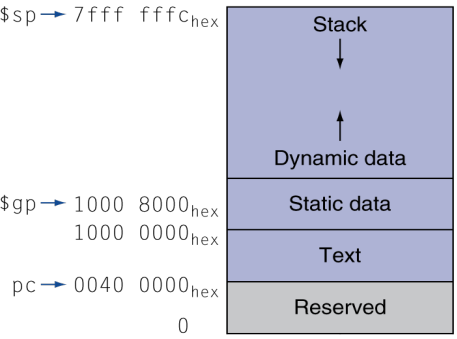 $sp → 7fff fffc hex
Stack
Dynamic data
$gp → 1000 8000 hex
Static data
1000 0000 hex
Text
pc → 0040 0000 hex
Reserved
0